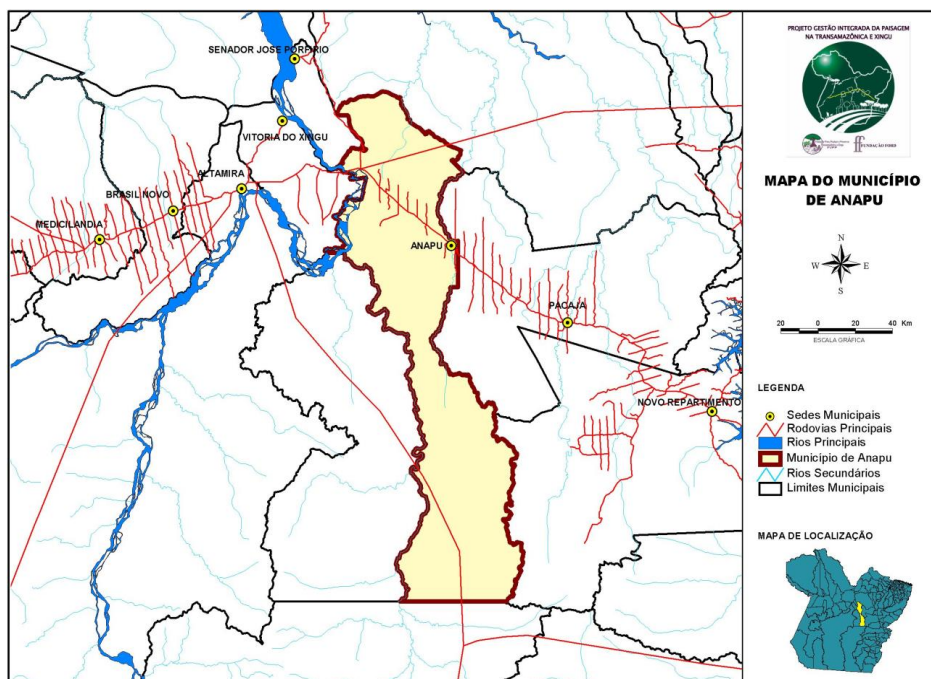 SENADOR JOSE PORFIRIO
VITORIA DO XINGU
ALTAMIRA
BRASIL NOVO
MEDICILANDIA
ANAPU
PACAJA
NOVO REPARTIMENTO
PROJETO GESTÃO INTEGRADA DA PAISAGEM
NA TRANSAMAZÔNICA E XINGU
FUNDAÇÃO FORD
MAPA DO MUNICÍPIO
DE ANAPU
N
W E
S
20 0 20 40 Km
ESCALA GRÁFICA
LEGENDA
Sedes Municipais
Rodovias Principais
Rios Principais
Municipio de Anapu
Rios Secundários
Limites Municipais
MAPA DE LOCALIZAÇÃO